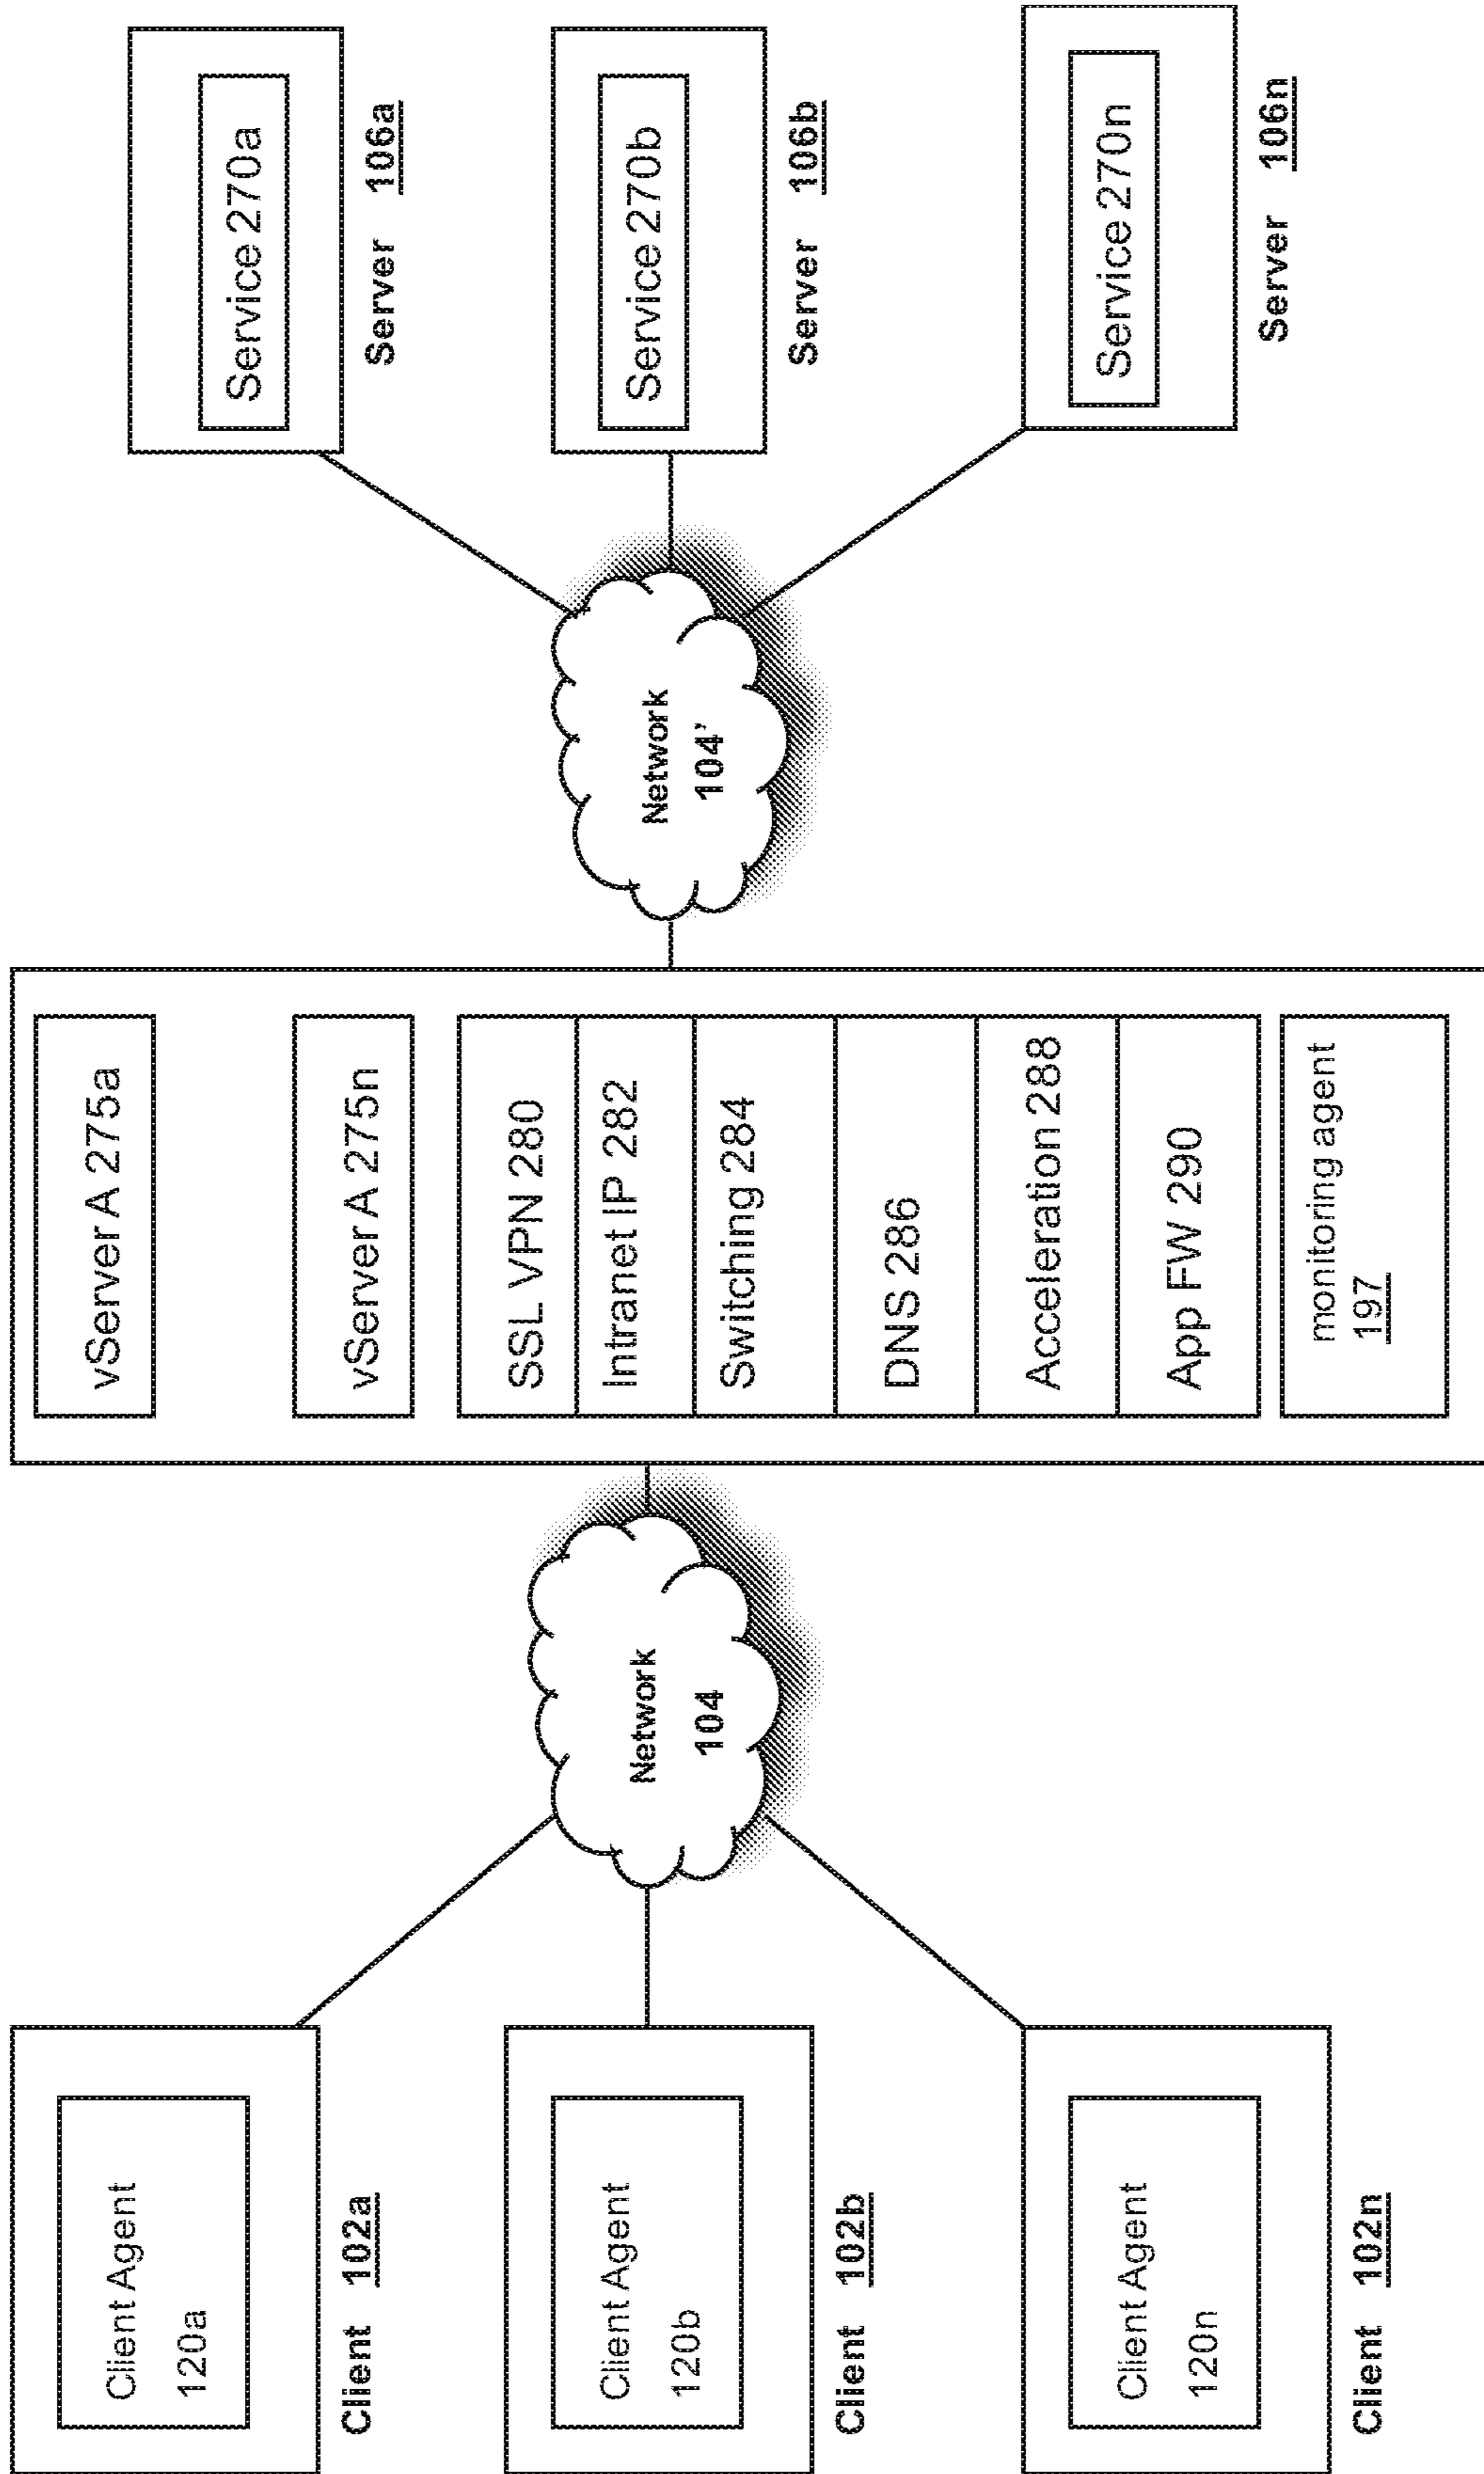 Client Agent
120a
Client 102a
Client Agent
120b
Client 102b
Client Agent
120n
Client 102n
Network
104
vServer A 275a
vServer A 275n
SSL VPN 280
Intranet IP 282
Switching 284
DNS 286
Acceleration 288
App FW 290
monitoring agent
197
Network
104'
Service 270a
Server 106a
Service 270b
Server 106b
Service 270n
Server 106n